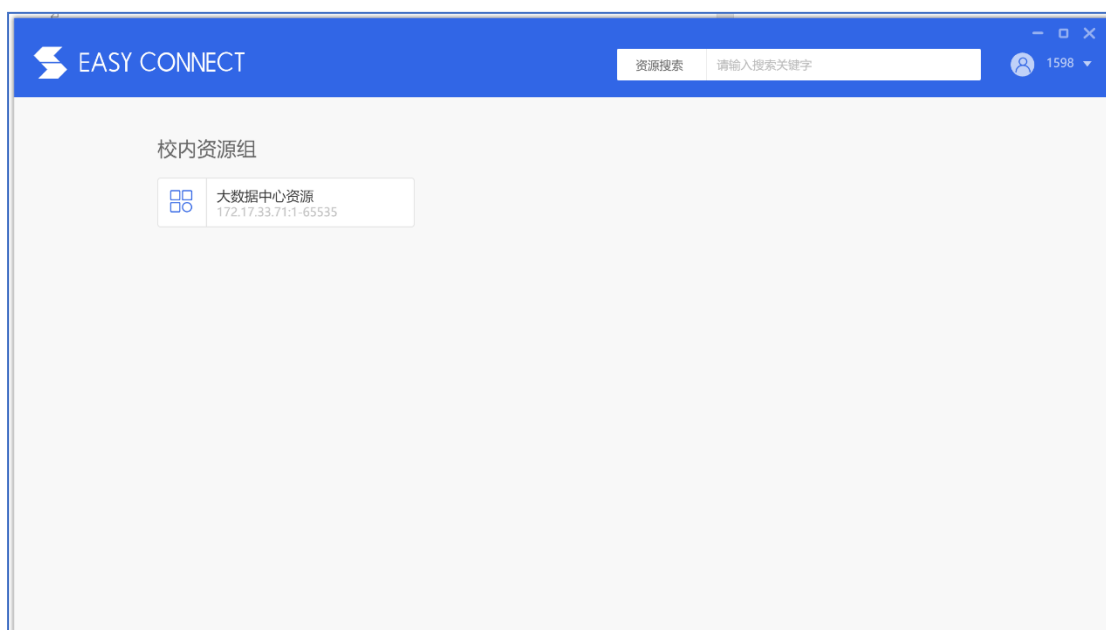 EASY CONNECT
资源搜索 请输入搜索关键字
1598
校内资源组
大数据中心资源
172.17.33.71:1-65535